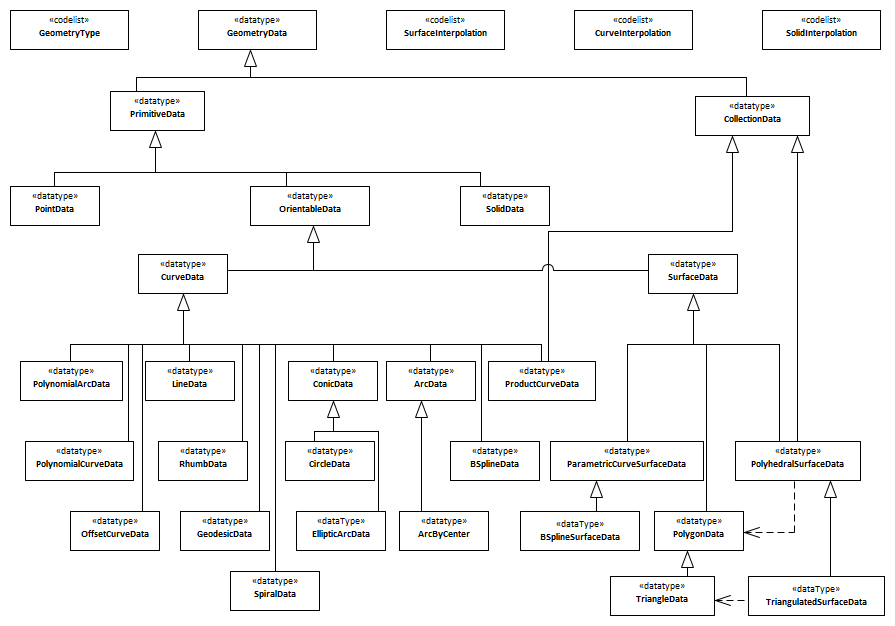 «codelist»
GeometryType
«datatype»
GeometryData
«codelist»
SurfaceInterpolation
«codelist»
CurveInterpolation
«codelist»
SolidInterpolation
«datatype»
PrimitiveData
«datatype»
CollectionData
«datatype»
PointData
«datatype»
OrientableData
«datatype»
SolidData
«datatype»
CurveData
«datatype»
SurfaceData
«datatype»
PolynomialArcData
«datatype»
LineData
«datatype»
ConicData
«datatype»
ArcData
«datatype»
ProductCurveData
«datatype»
PolynomialCurveData
«datatype»
RhumbData
«datatype»
CircleData
«datatype»
BSplineData
«datatype»
ParametricCurveSurfaceData
«datatype»
PolyhedralSurfaceData
«datatype»
OffsetCurveData
«datatype»
GeodesicData
«dataType»
EllipticArcData
«datatype»
ArcByCenter
«dataType»
BSplineSurfaceData
«datatype»
PolygonData
«datatype»
SpiralData
«datatype»
TriangleData
«dataType»
TriangulatedSurfaceData